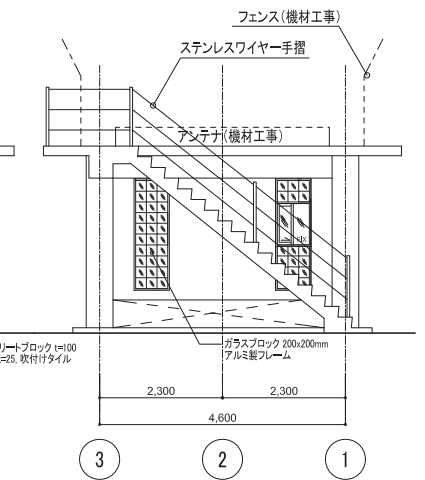 フェンス(機材工事)
ステンレスワイヤー手摺
アンテナ(機材工事)
FIX
リートブロック t=100
=25, 吹付けタイル
ガラスブロック 200x200mm
アルミ製フレーム
2,300
2,300
4,600
3
2
1